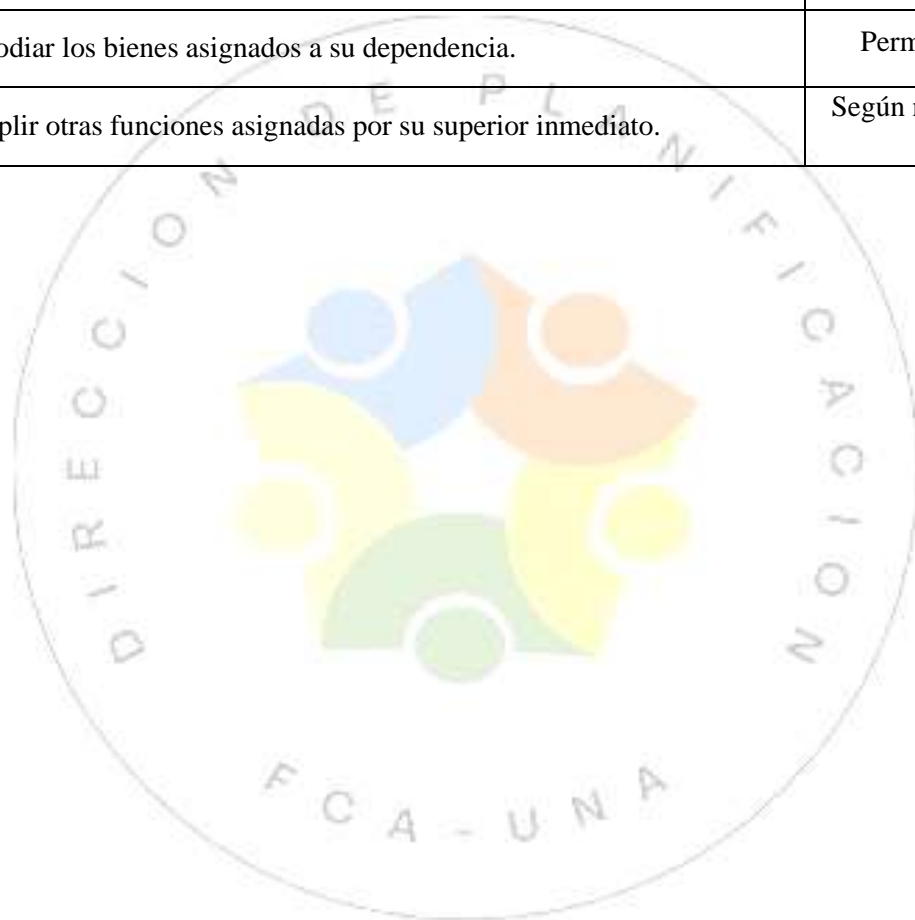 odiar los bienes asignados a su dependencia.
Perm
plir otras funciones asignadas por su superior inmediato.
Según
DIRECCION DE PLANIFICACION
FCA-UNA